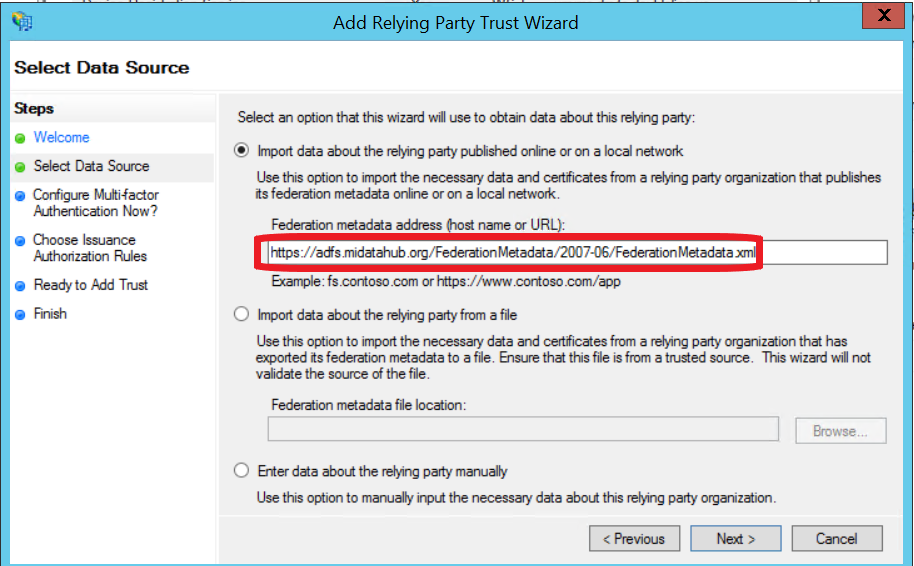 Add Relying Party Trust Wizard
X
Select Data Source
Steps
Welcome
Select Data Source
Configure Multi-factor
Authentication Now?
Choose Issuance
Authorization Rules
Ready to Add Trust
Finish
Select an option that this wizard will use to obtain data about this relying party:
Import data about the relying party published online or on a local network
Use this option to import the necessary data and certificates from a relying party organization that publishes
its federation metadata online or on a local network.
Federation metadata address (host name or URL):
https://adfs.midatahub.org/FederationMetadata/2007-06/FederationMetadata.xml
Example: fs.contoso.com or https://www.contoso.com/app
Import data about the relying party from a file
Use this option to import the necessary data and certificates from a relying party organization that has
exported its federation metadata to a file. Ensure that this file is from a trusted source.  This wizard will not
validate the source of the file.
Federation metadata file location:
Browse...
Enter data about the relying party manually
Use this option to manually input the necessary data about this relying party organization.
< Previous
Next >
Cancel